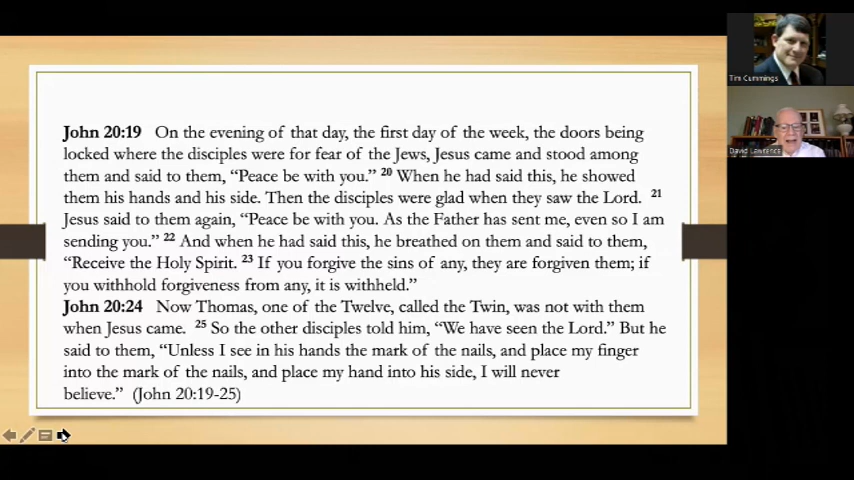 John 20:19 On the evening of that day, the first day of the week, the doors being
locked where the disciples were for fear of the Jews, Jesus came and stood among
them and said to them, “Peace be with you.” 20 When he had said this, he showed
them his hands and his side. Then the disciples were glad when they saw the Lord. 21
Jesus said to them again, “Peace be with you. As the Father has sent me, even so I am
sending you.” 22 And when he had said this, he breathed on them and said to them,
“Receive the Holy Spirit. 23 If you forgive the sins of any, they are forgiven them; if
you withhold forgiveness from any, it is withheld.”
John 20:24 Now Thomas, one of the Twelve, called the Twin, was not with them
when Jesus came. 25 So the other disciples told him, “We have seen the Lord.” But he
said to them, “Unless I see in his hands the mark of the nails, and place my finger
into the mark of the nails, and place my hand into his side, I will never
believe.” (John 20:19-25)
Tim Cummings
David Lawrence